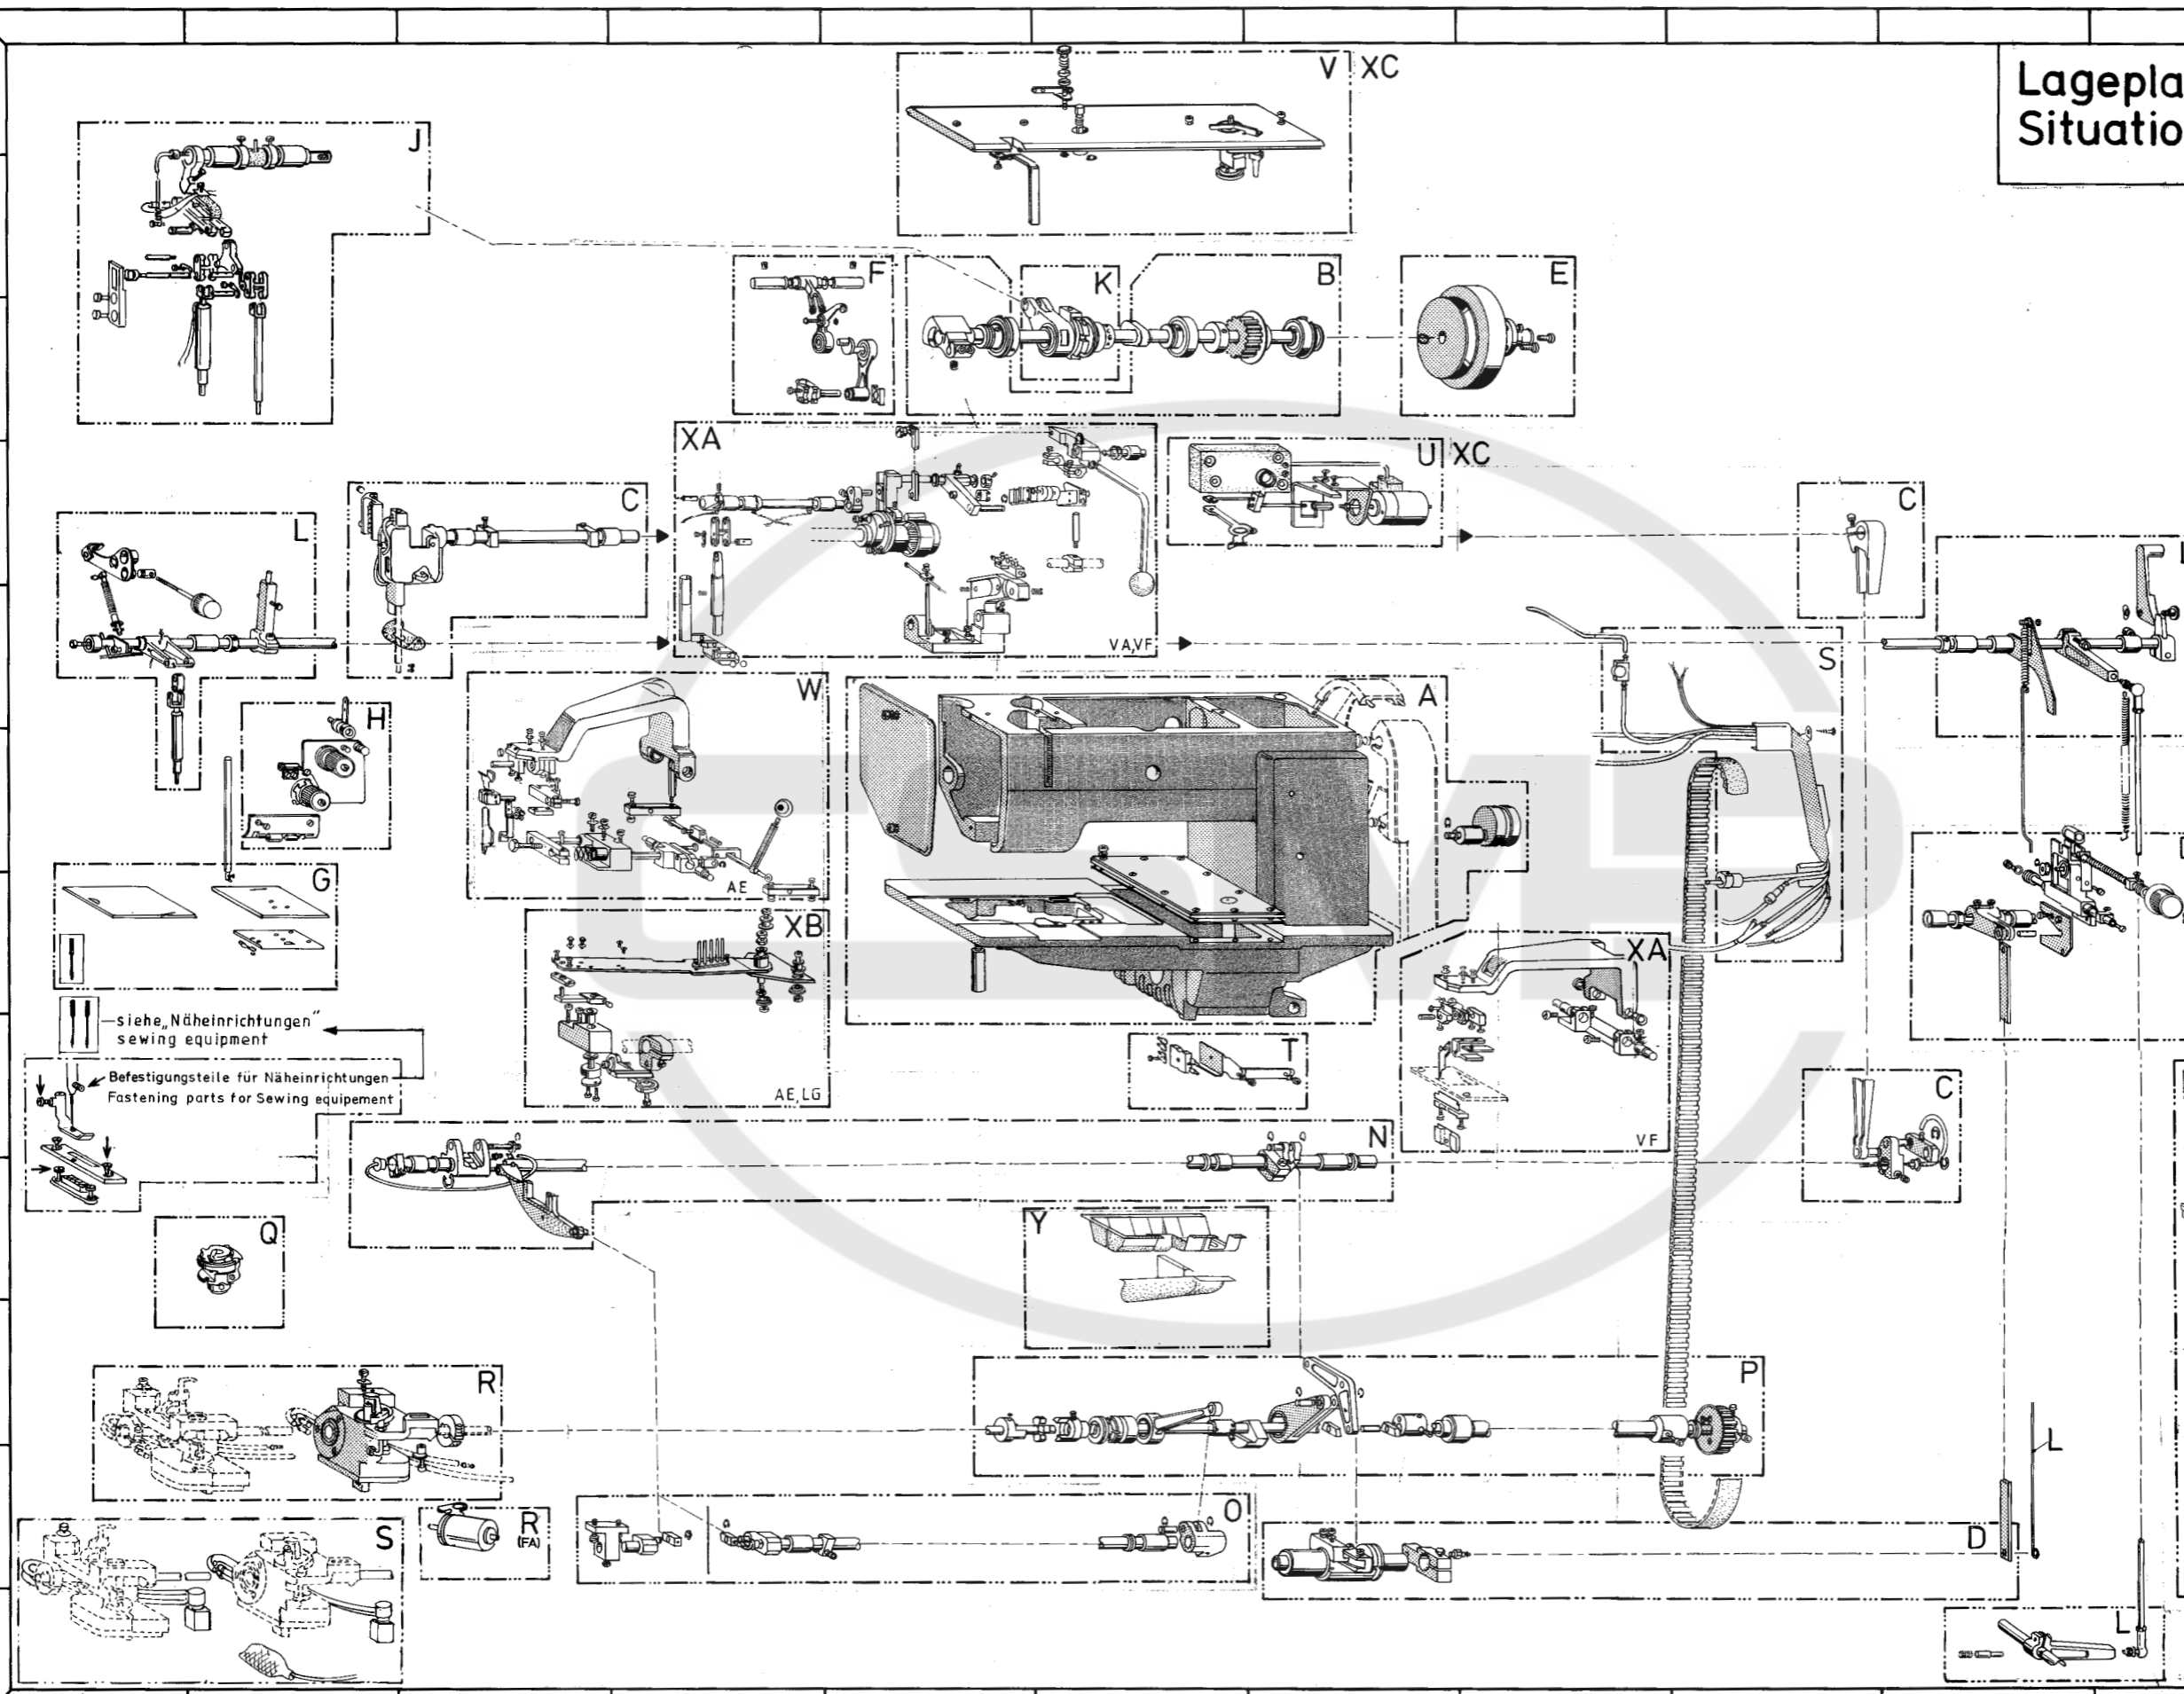 V XC
Lagepla
Situatio
J
F
K
B
E
XA
U XC
C
C
L
VA,VF
S
H
W
A
G
AE
XB
XA
siehe „Näheinrichtungen"
sewing equipment
Befestigungsteile für Näheinrichtungen
Fastening parts for Sewing equipement
AE,LG
T
C
VF
N
Y
Q
R
P
L
R
(FA)
S
O
D
L
CSMP